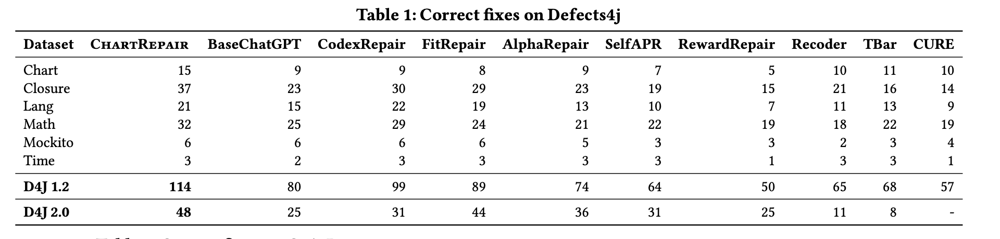 Table 1: Correct fixes on Defects4j
Dataset CHARTREPAIR BaseChatGPT CodexRepair FitRepair AlphaRepair SelfAPR RewardRepair Recoder TBar CURE
Chart 15 9 9 8 9 7 5 10 11 10
Closure 37 23 30 29 23 19 15 21 16 14
Lang 21 15 22 19 13 10 7 11 13 9
Math 32 25 29 24 21 22 19 18 22 19
Mockito 6 6 6 6 5 3 3 2 3 4
Time 3 2 3 3 3 3 1 3 3 1
D4J 1.2 114 80 99 89 74 64 50 65 68 57
D4J 2.0 48 25 31 44 36 31 25 11 8 -